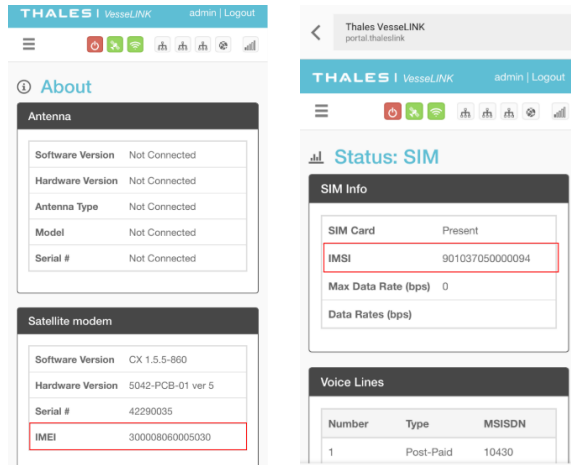 THALES | VesseLINK admin | Logout
About
Antenna
Software Version Not Connected
Hardware Version Not Connected
Antenna Type Not Connected
Model Not Connected
Serial # Not Connected
Satellite modem
Software Version CX 1.5.5-860
Hardware Version 5042-PCB-01 ver 5
Serial # 42290035
IMEI 300008060005030
Thales VesseLINK
portal.thaleslink
THALES | VesseLINK admin | Logout
Status: SIM
SIM Info
SIM Card Present
IMSI 901037050000094
Max Data Rate (bps) 0
Data Rates (bps)
Voice Lines
Number Type MSISDN
1 Post-Paid 10430